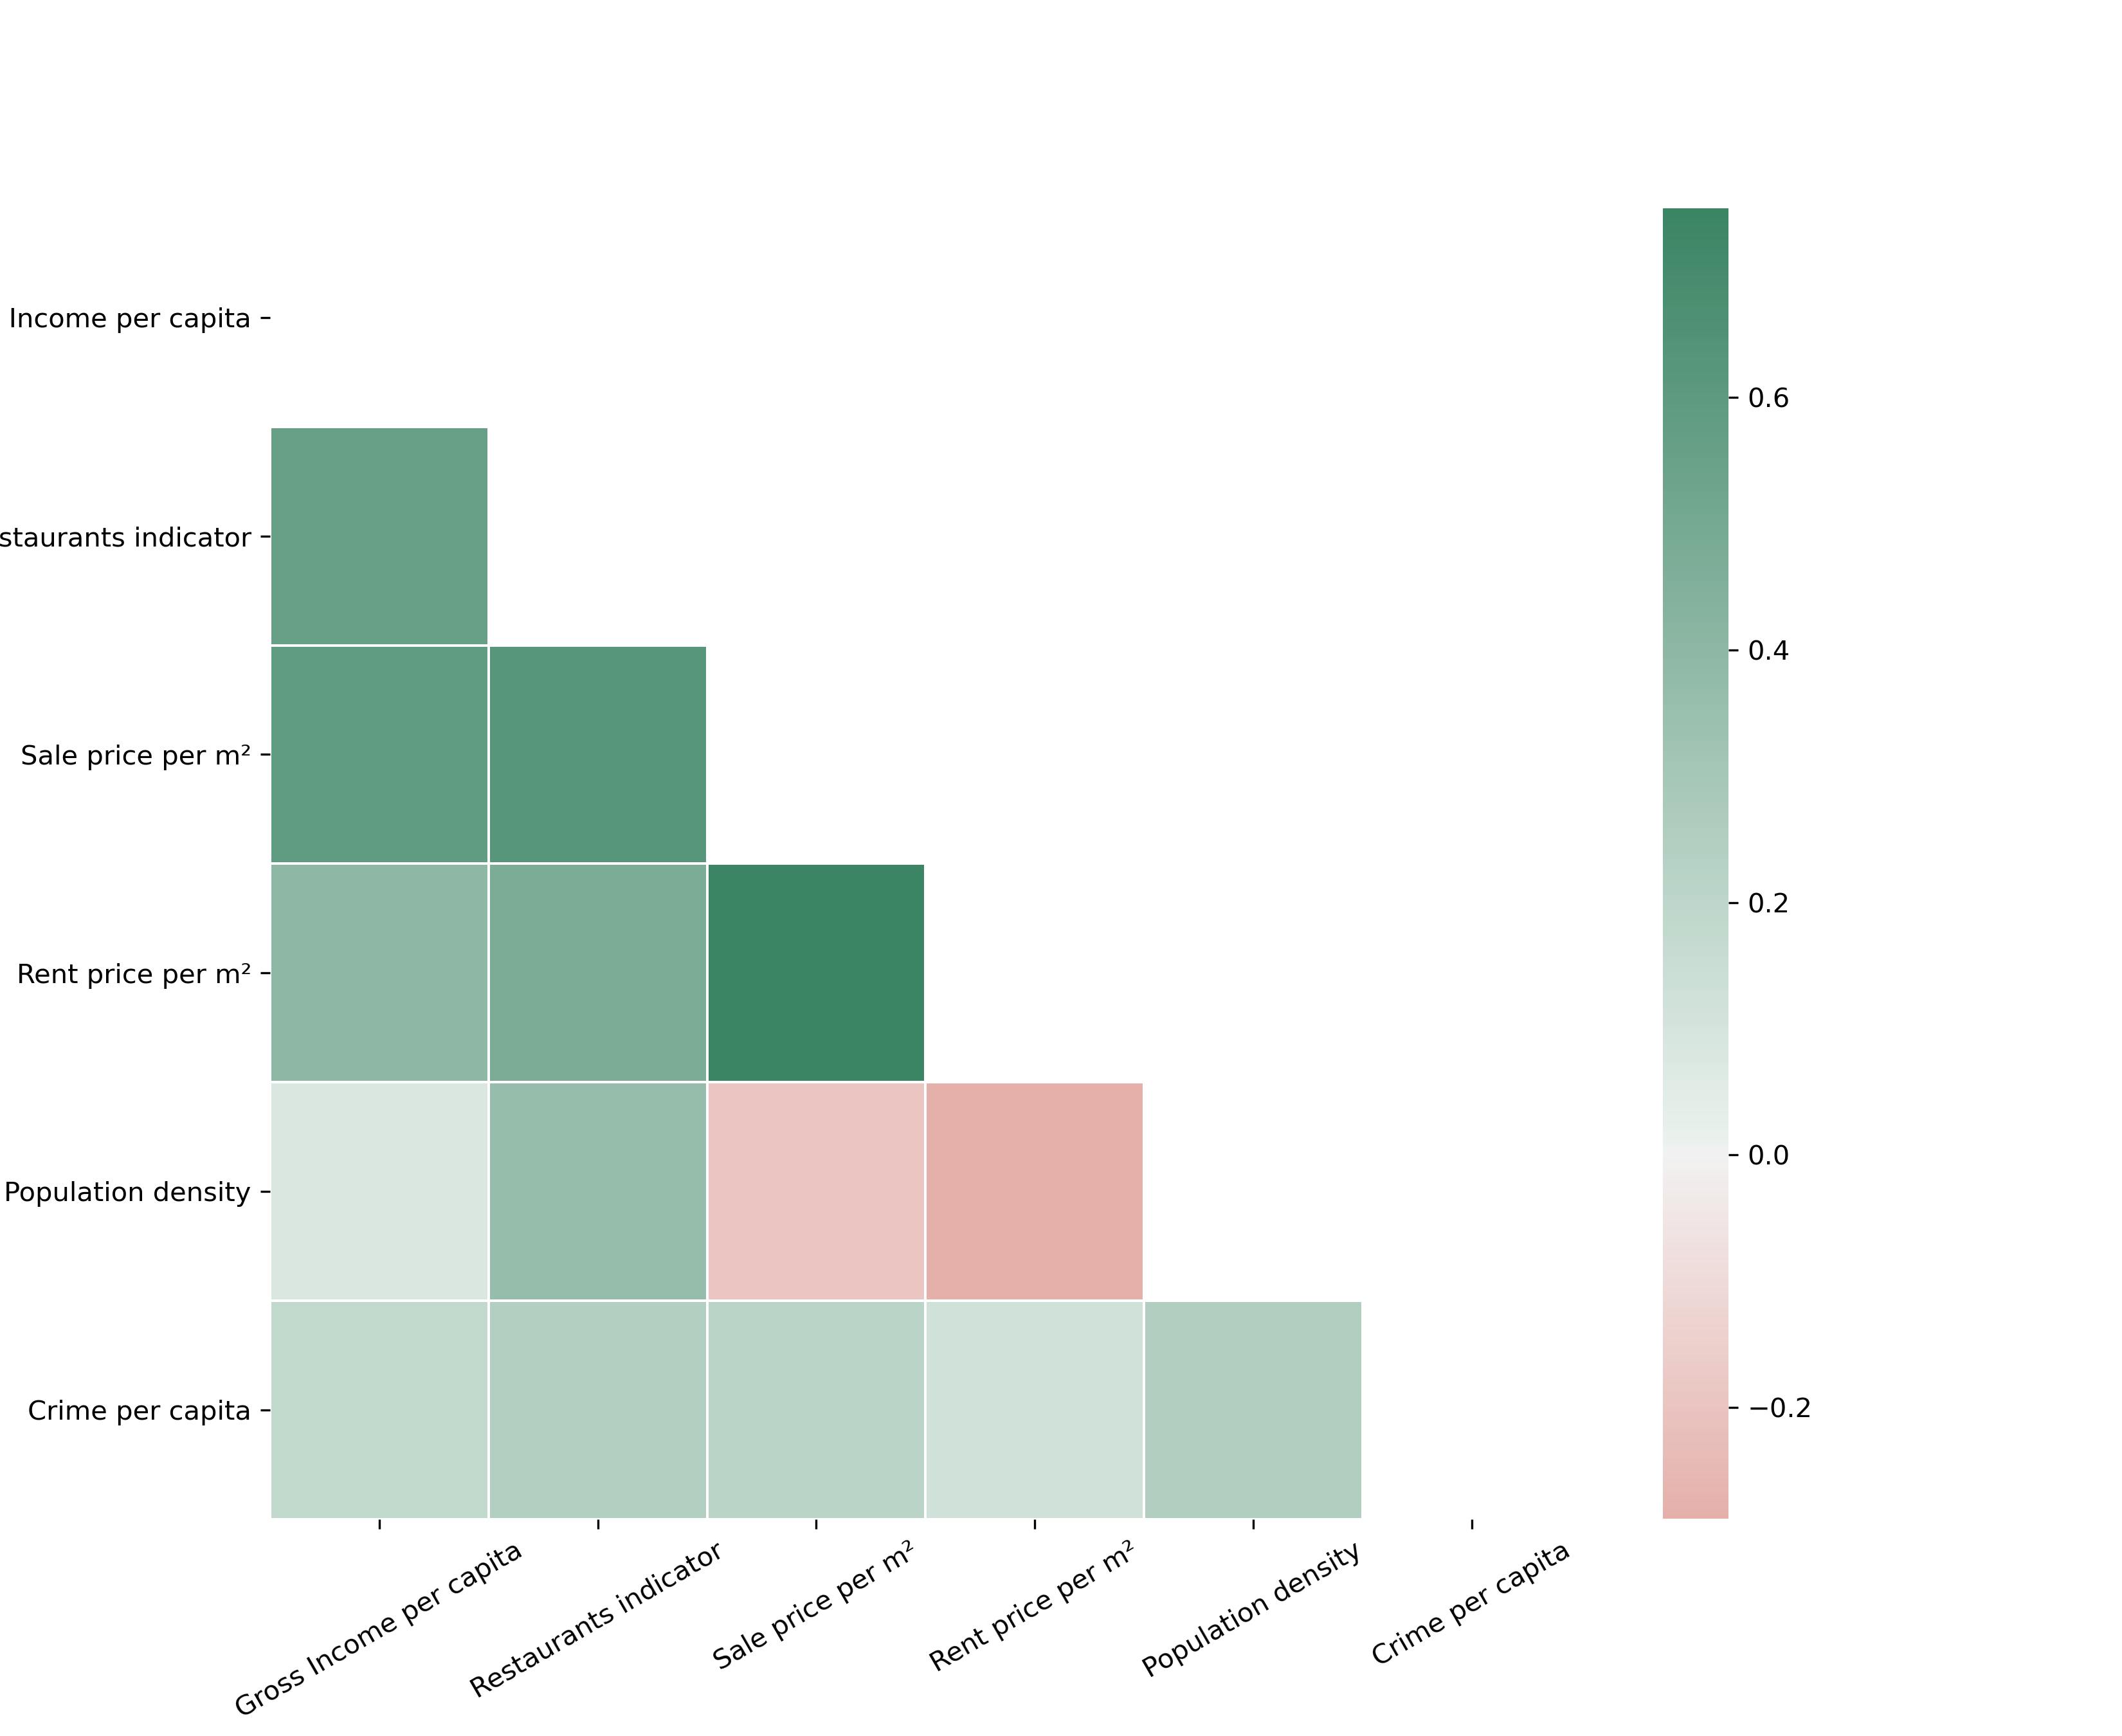 Income per capita
staurants indicator
Sale price per m²
Rent price per m²
Population density
Crime per capita
0.6
0.4
0.2
0.0
−0.2
Gross Income per capita
Restaurants indicator
Sale price per m²
Rent price per m²
Population density
Crime per capita